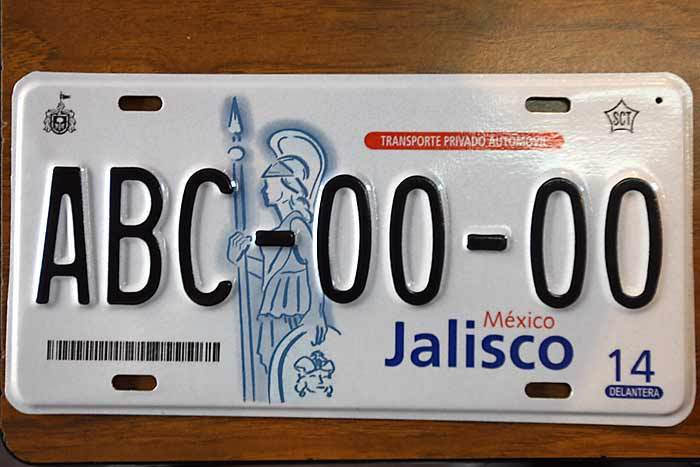 SCT
TRANSPORTE PRIVADO AUTOMOVIL
ABC-00-00
México
Jalisco
14
DELANTERA